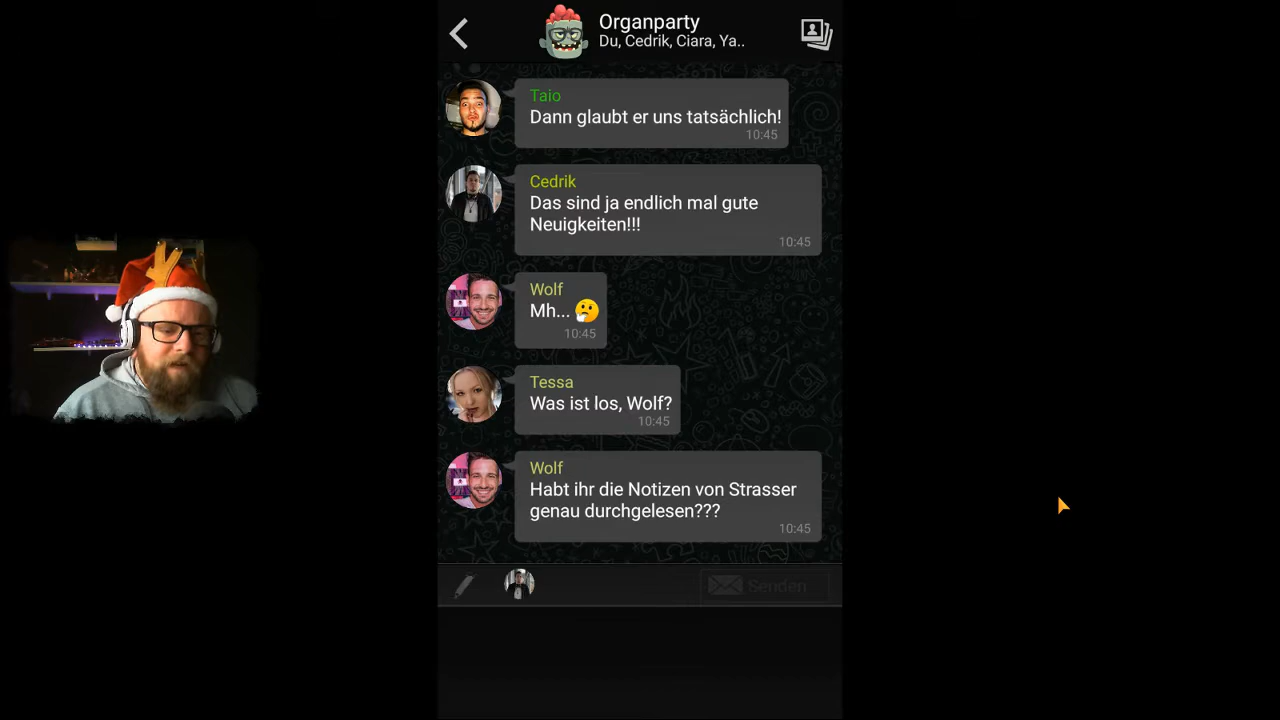 Organparty
Du, Cedrik, Ciara, Ya..
Taio
Dann glaubt er uns tatsächlich!
10:45
Cedrik
Das sind ja endlich mal gute
Neuigkeiten!!!
10:45
Wolf
Mh... 🤔
10:45
Tessa
Was ist los, Wolf?
10:45
Wolf
Habt ihr die Notizen von Strasser
genau durchgelesen???
10:45
Senden